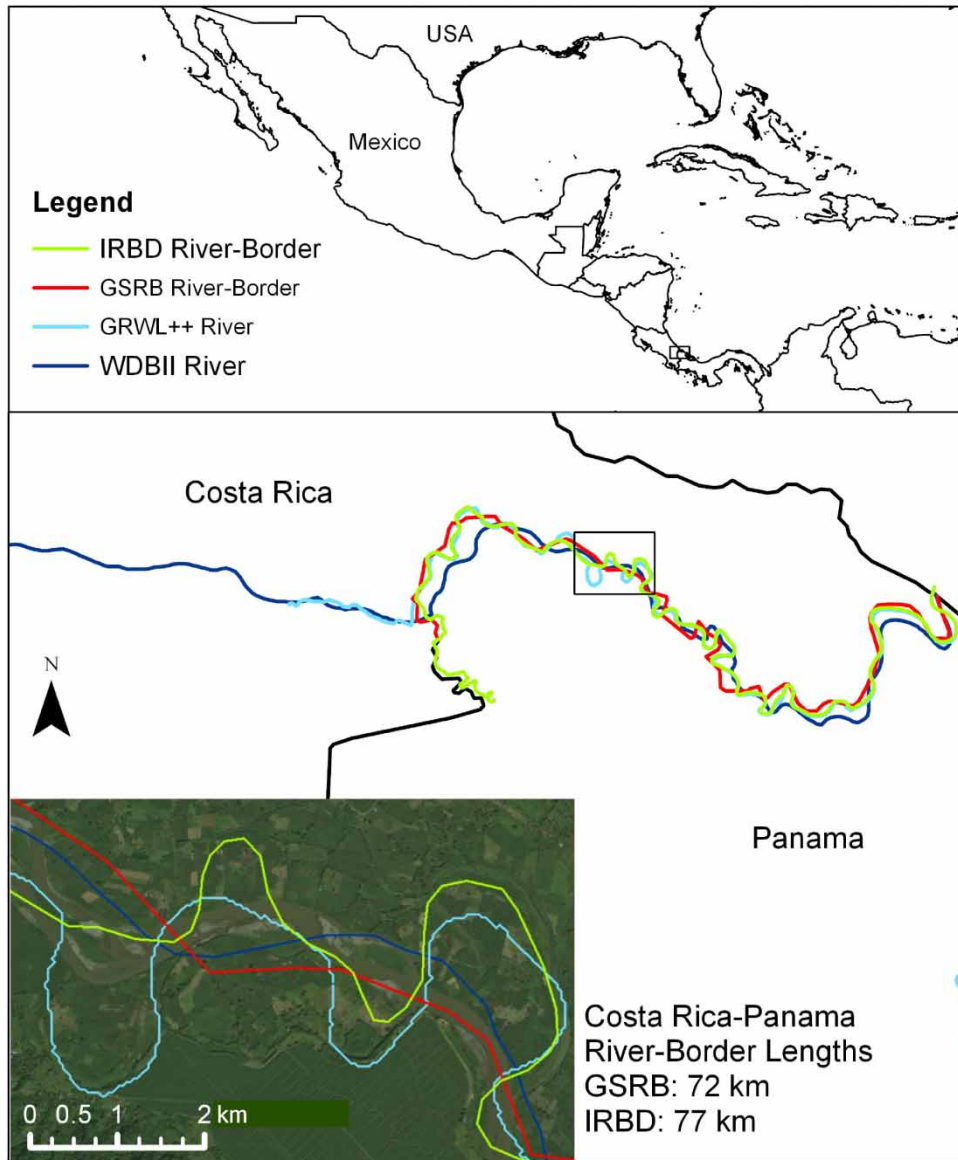 USA
Mexico
Legend
IRBD River-Border
GSRB River-Border
GRWL++ River
WDBII River
Costa Rica
N
Panama
0 0.5 1 2 km
Costa Rica-Panama
River-Border Lengths
GSRB: 72 km
IRBD: 77 km